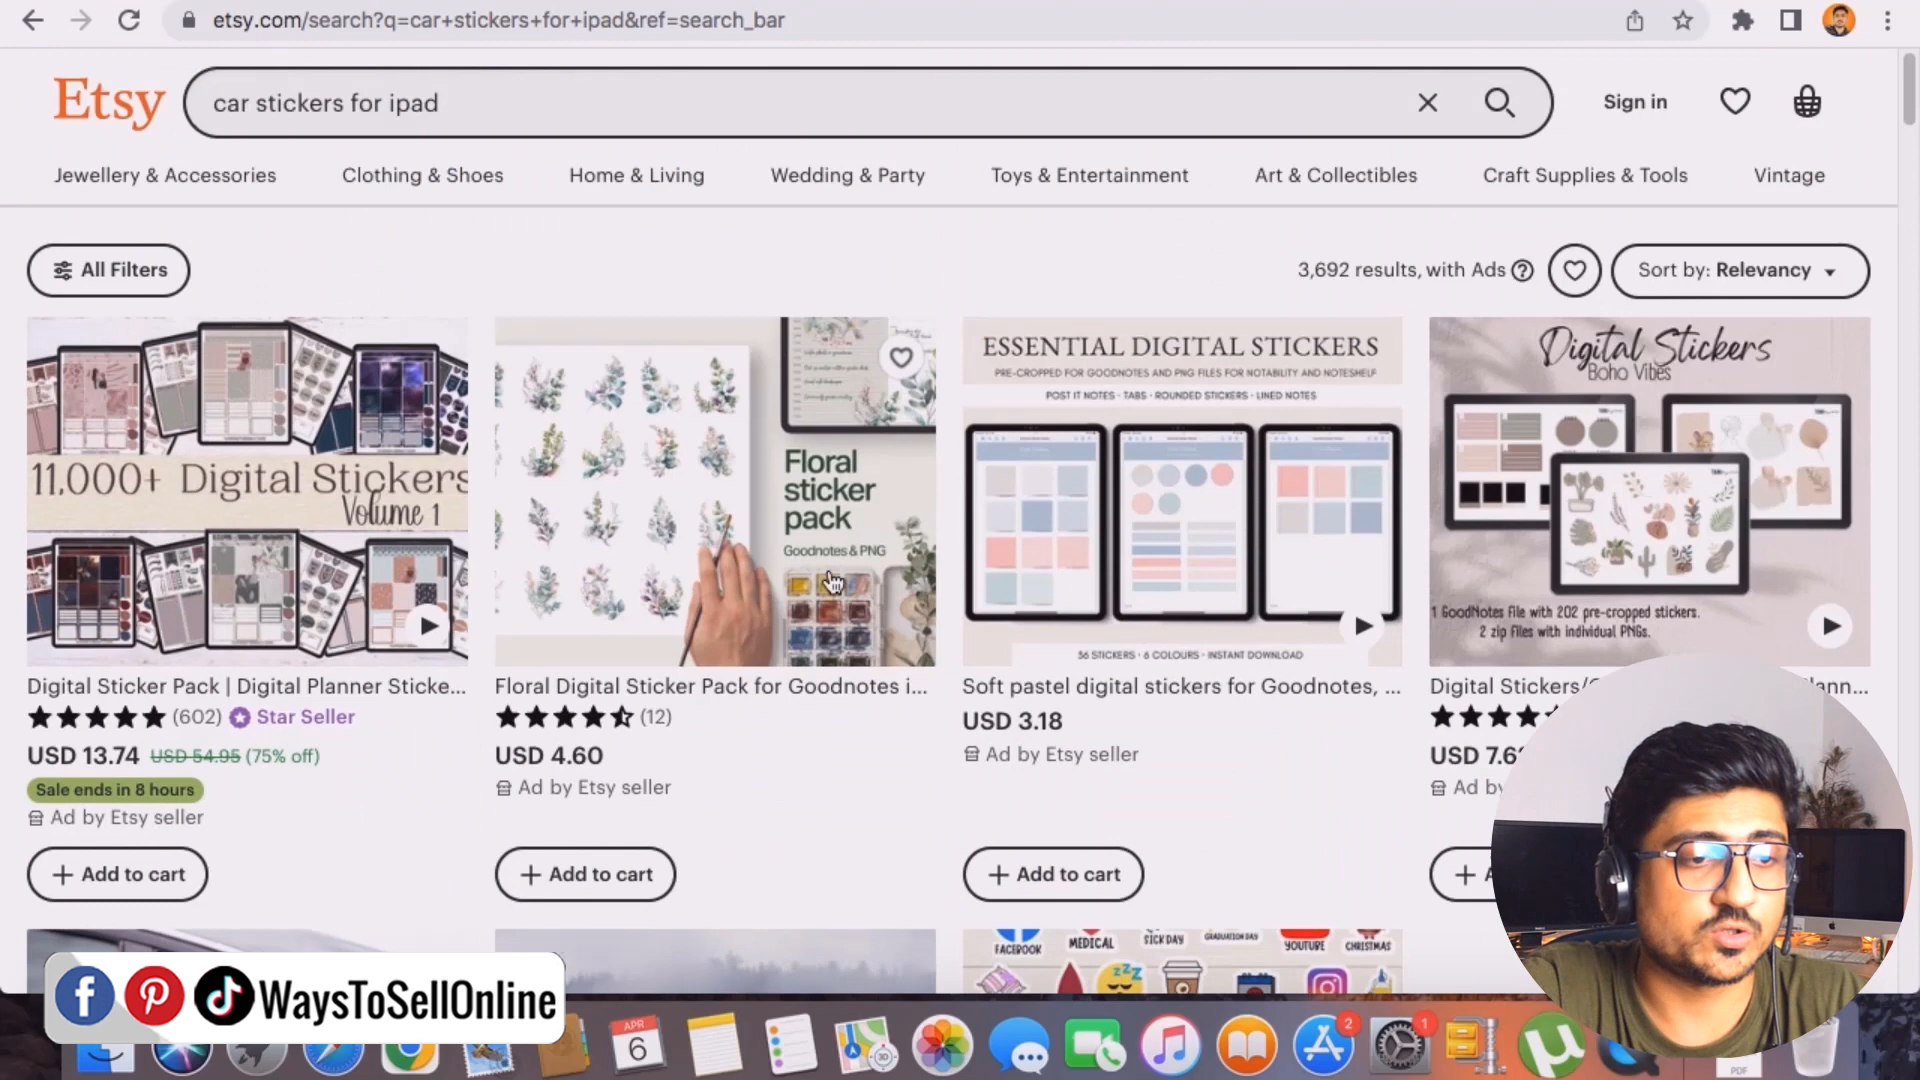 etsy.com/search?q=car+stickers+for+ipad&ref=search_bar
Etsy
car stickers for ipad
Sign in
Jewellery & Accessories
Clothing & Shoes
Home & Living
Wedding & Party
Toys & Entertainment
Art & Collectibles
Craft Supplies & Tools
Vintage
All Filters
3,692 results, with Ads
Sort by: Relevancy
11,000+ Digital Stickers
Volume 1
Floral
sticker
pack
Goodnotes & PNG
ESSENTIAL DIGITAL STICKERS
PRE-CROPPED FOR GOODNOTES AND PNG FILES FOR NOTABILITY AND NOTESHELF
POST IT NOTES · TABS · ROUNDED STICKERS · LINED NOTES
36 STICKERS · 6 COLOURS · INSTANT DOWNLOAD
Digital Stickers
Boho Vibes
1 GoodNotes file with 202 pre-cropped stickers.
2 zip files with individual PNGs.
Digital Sticker Pack | Digital Planner Sticke...
(602) Star Seller
USD 13.74 USD 54.95 (75% off)
Sale ends in 8 hours
Ad by Etsy seller
Add to cart
Floral Digital Sticker Pack for Goodnotes i...
(12)
USD 4.60
Ad by Etsy seller
Add to cart
Soft pastel digital stickers for Goodnotes, ...
USD 3.18
Ad by Etsy seller
Add to cart
Digital Stickers/
nn...
USD 7.6
Ad by
FACEBOOK
MEDICAL
SICK DAY
GRADUATION DAY
YOUTUBE
CHRISTMAS
WaysToSellOnline
APR
6
3D
2
1
PDF